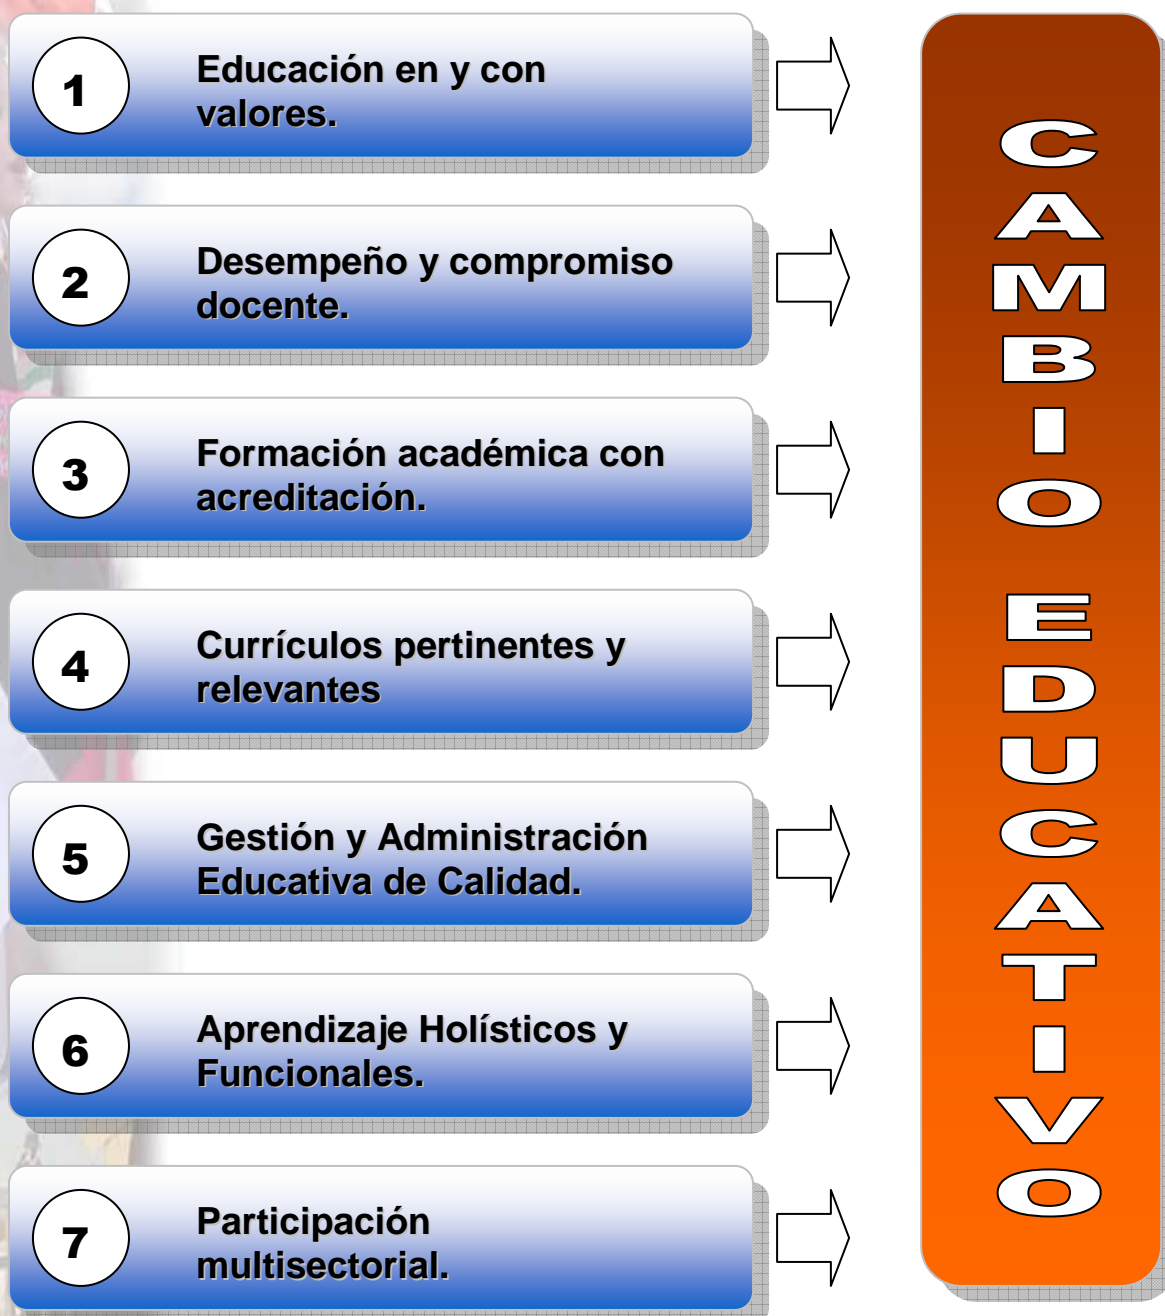 1
Educación en y con
valores.
2
Desempeño y compromiso
docente.
3
Formación académica con
acreditación.
4
Currículos pertinentes y
relevantes
5
Gestión y Administración
Educativa de Calidad.
6
Aprendizaje Holísticos y
Funcionales.
7
Participación
multisectorial.
CAMBIO EDUCATIVO